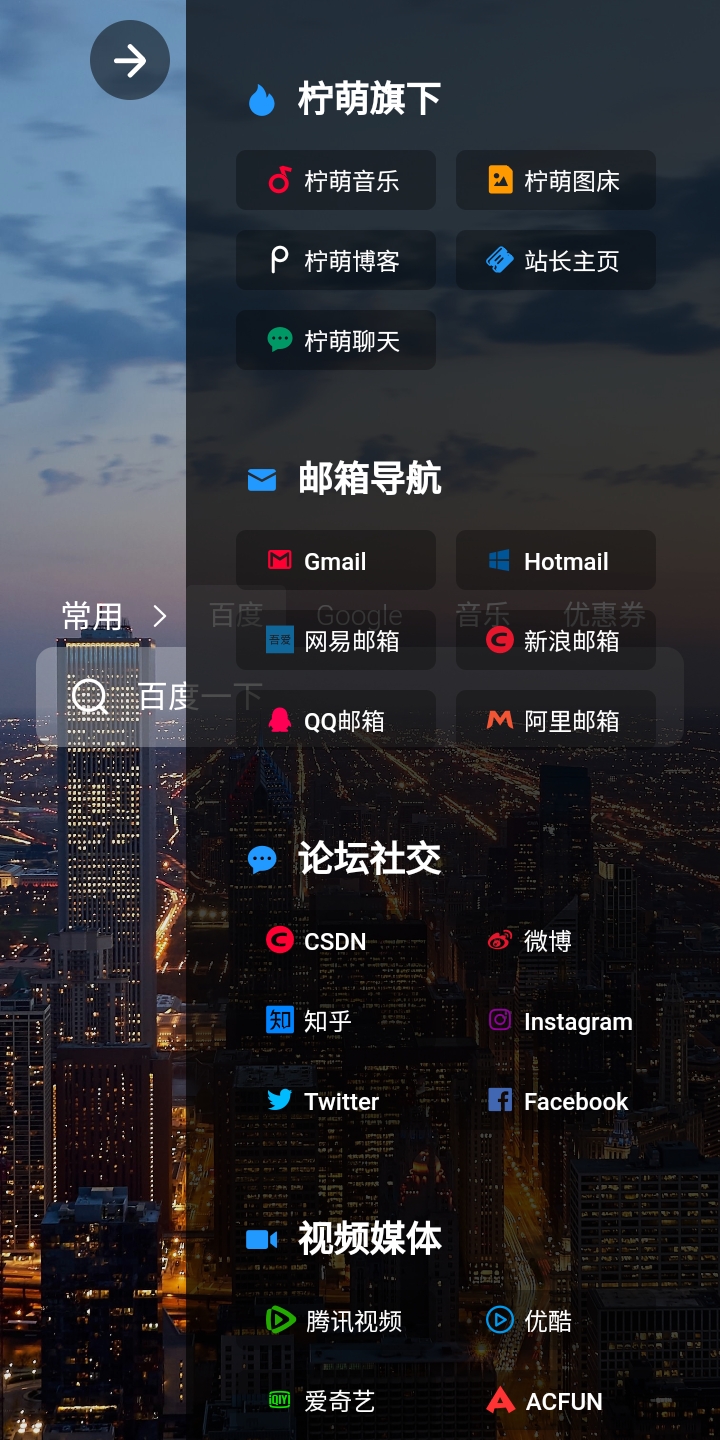 柠萌旗下
柠萌音乐 柠萌图床
柠萌博客 站长主页
柠萌聊天
邮箱导航
Gmail Hotmail
常用 百度 Google 音乐 优惠券
吾爱 网易邮箱 新浪邮箱
百度一下
QQ邮箱 阿里邮箱
论坛社交
CSDN 微博
知 知乎 Instagram
Twitter Facebook
视频媒体
腾讯视频 优酷
iQIY 爱奇艺 ACFUN